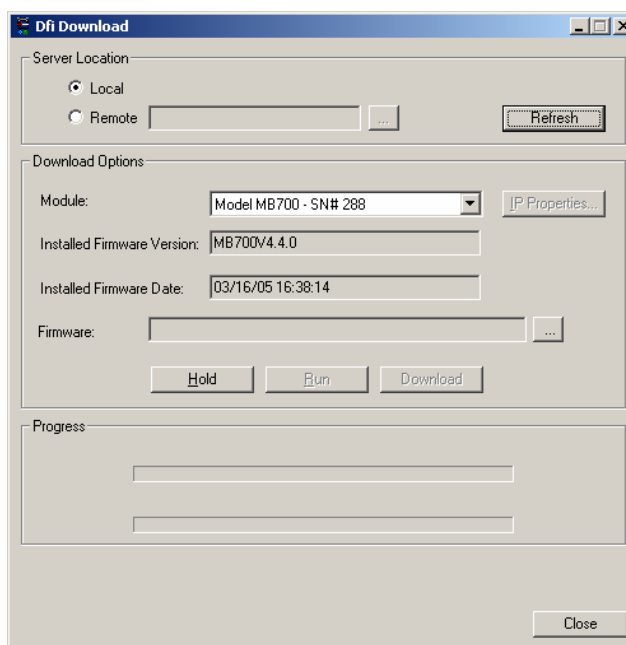 Dfi Download
Server Location
Local
Remote ... Refresh
Download Options
Module: Model MB700 - SN# 288 IP Properties...
Installed Firmware Version: MB700V4.4.0
Installed Firmware Date: 03/16/05 16:38:14
Firmware: ...
Hold Run Download
Progress
Close